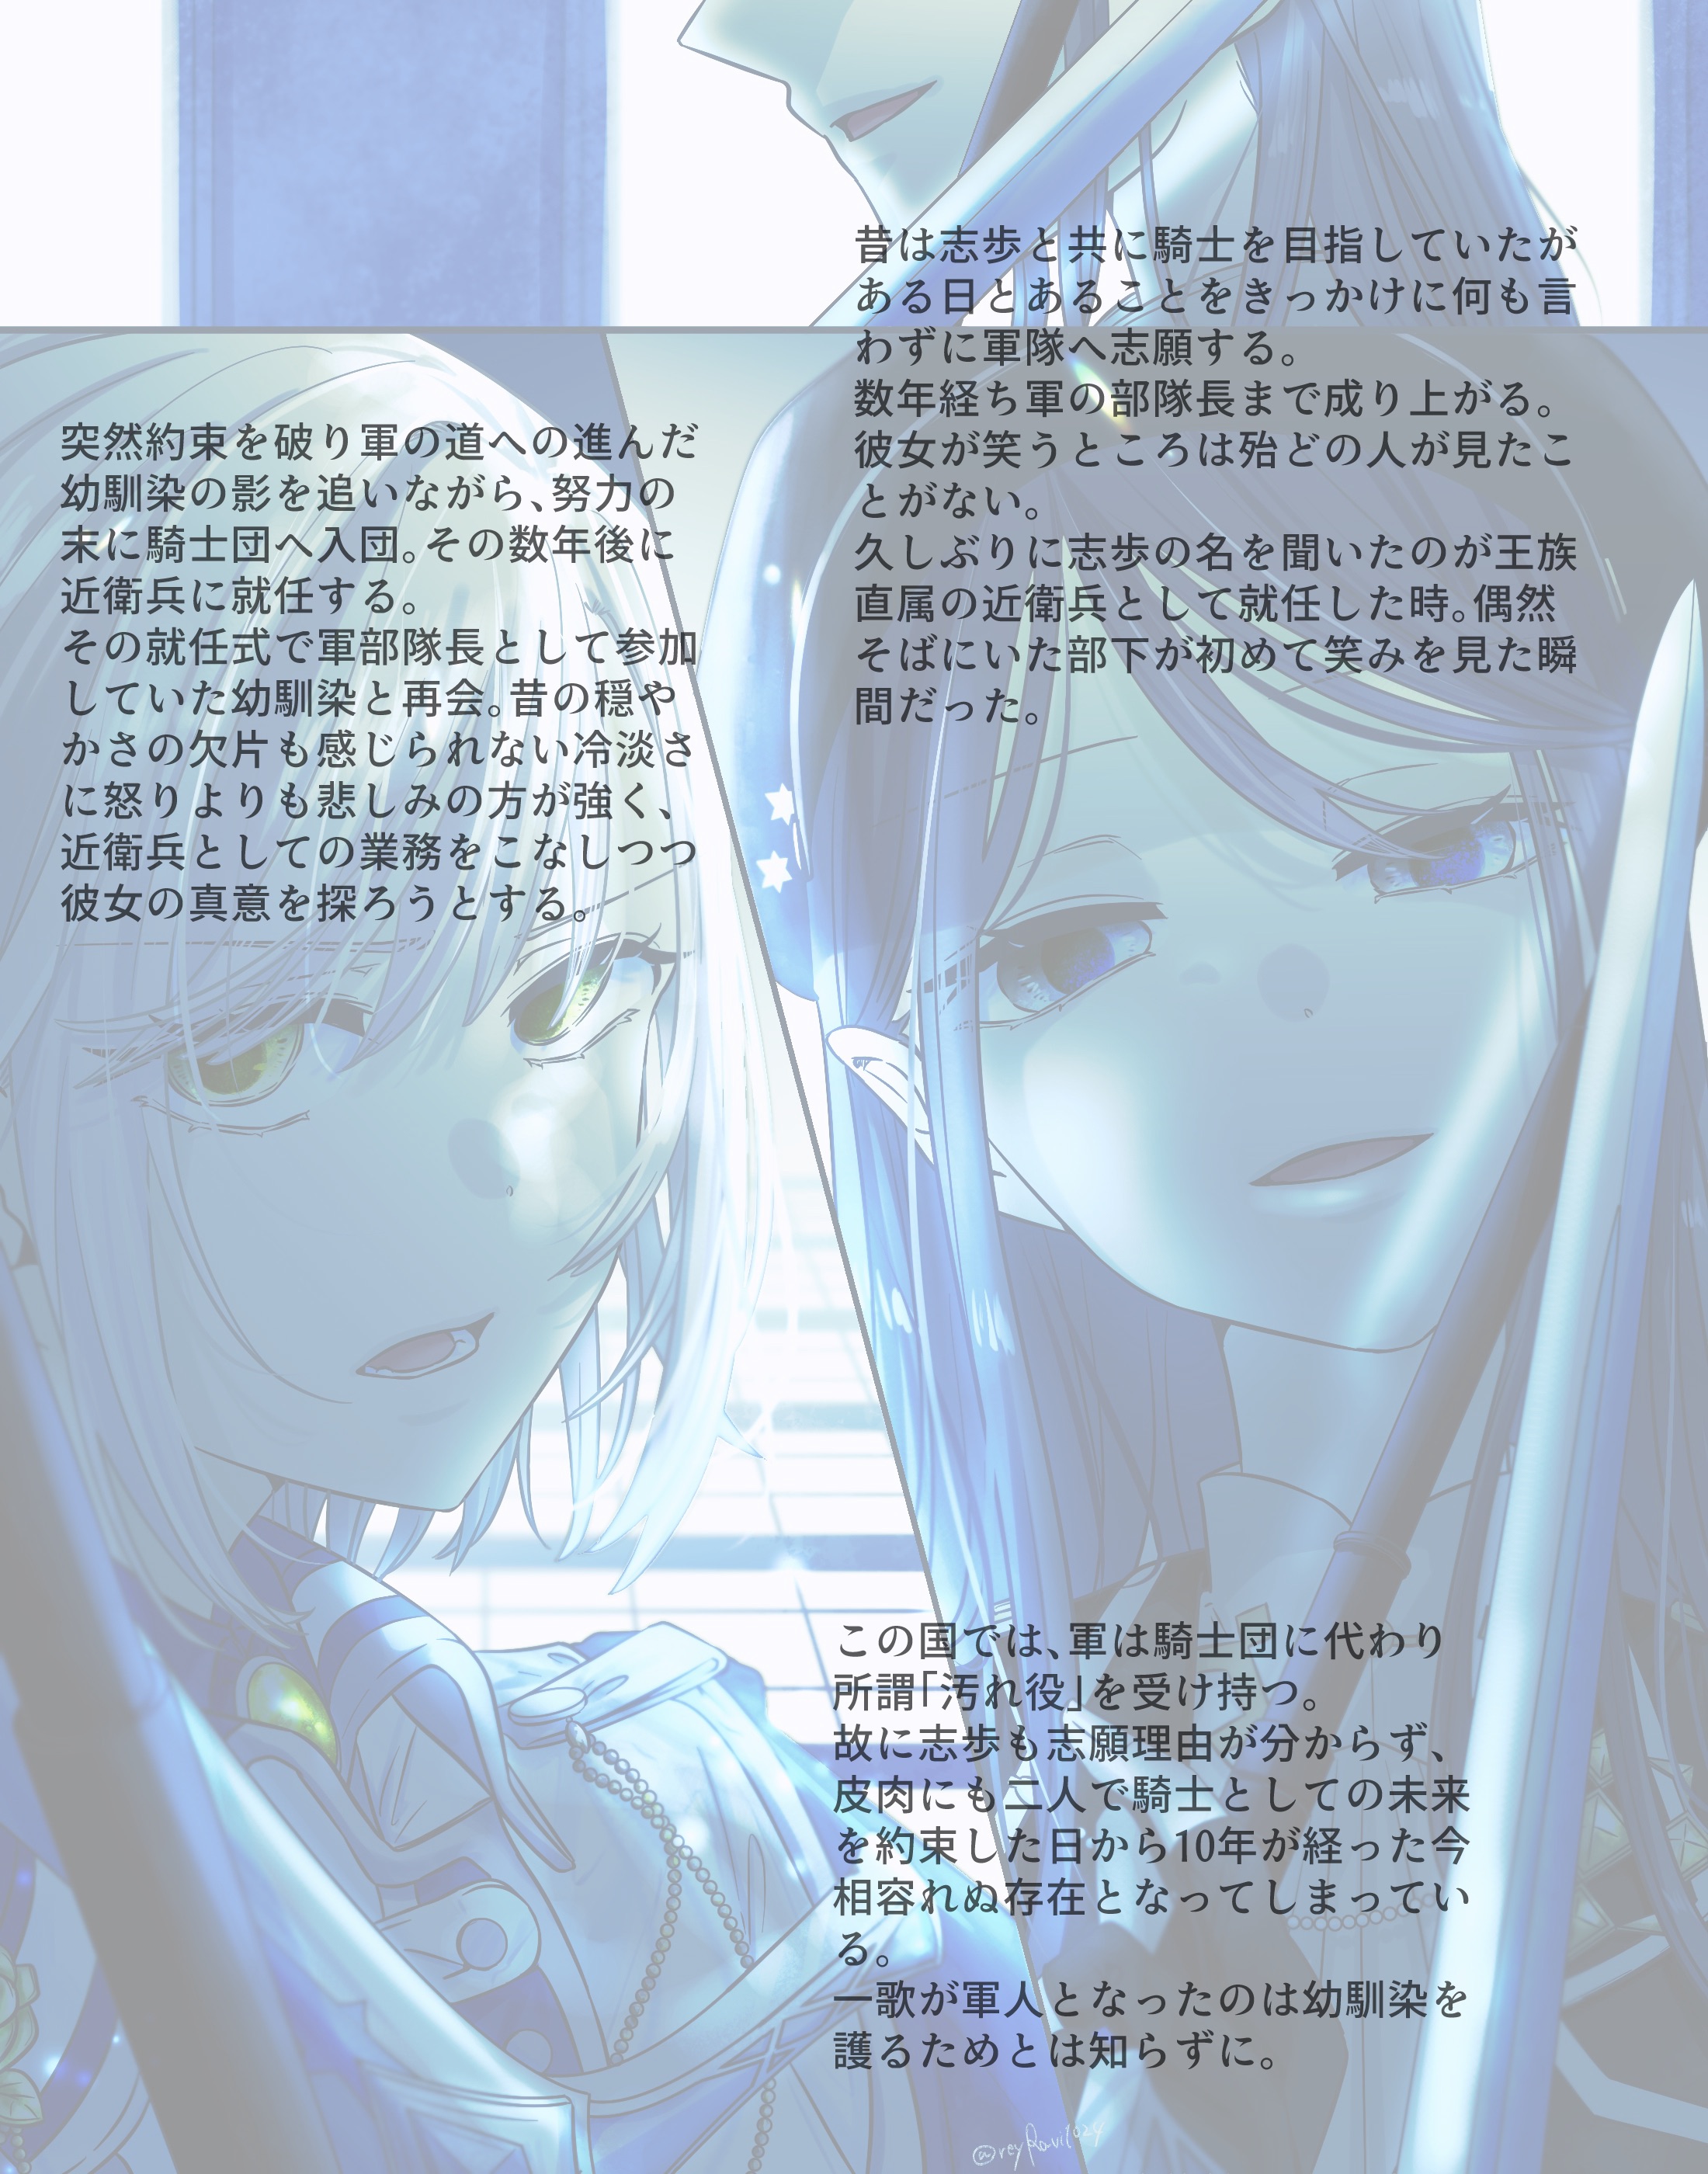 昔は志歩と共に騎士を目指していたが
ある日とあることをきっかけに何も言
わずに軍隊へ志願する。
数年経ち軍の部隊長まで成り上がる。
彼女が笑うところは殆どの人が見たこ
とがない。
久しぶりに志歩の名を聞いたのが王族
直属の近衛兵として就任した時。偶然
そばにいた部下が初めて笑みを見た瞬
間だった。
突然約束を破り軍の道への進んだ
幼馴染の影を追いながら、努力の
末に騎士団へ入団。その数年後に
近衛兵に就任する。
その就任式で軍部隊長として参加
していた幼馴染と再会。昔の穏や
かさの欠片も感じられない冷淡さ
に怒りよりも悲しみの方が強く、
近衛兵としての業務をこなしつつ
彼女の真意を探ろうとする。
この国では、軍は騎士団に代わり
所謂「汚れ役」を受け持つ。
故に志歩も志願理由が分からず、
皮肉にも二人で騎士としての未来
を約束した日から10年が経った今
相容れぬ存在となってしまってい
る。
一歌が軍人となったのは幼馴染を
護るためとは知らずに。